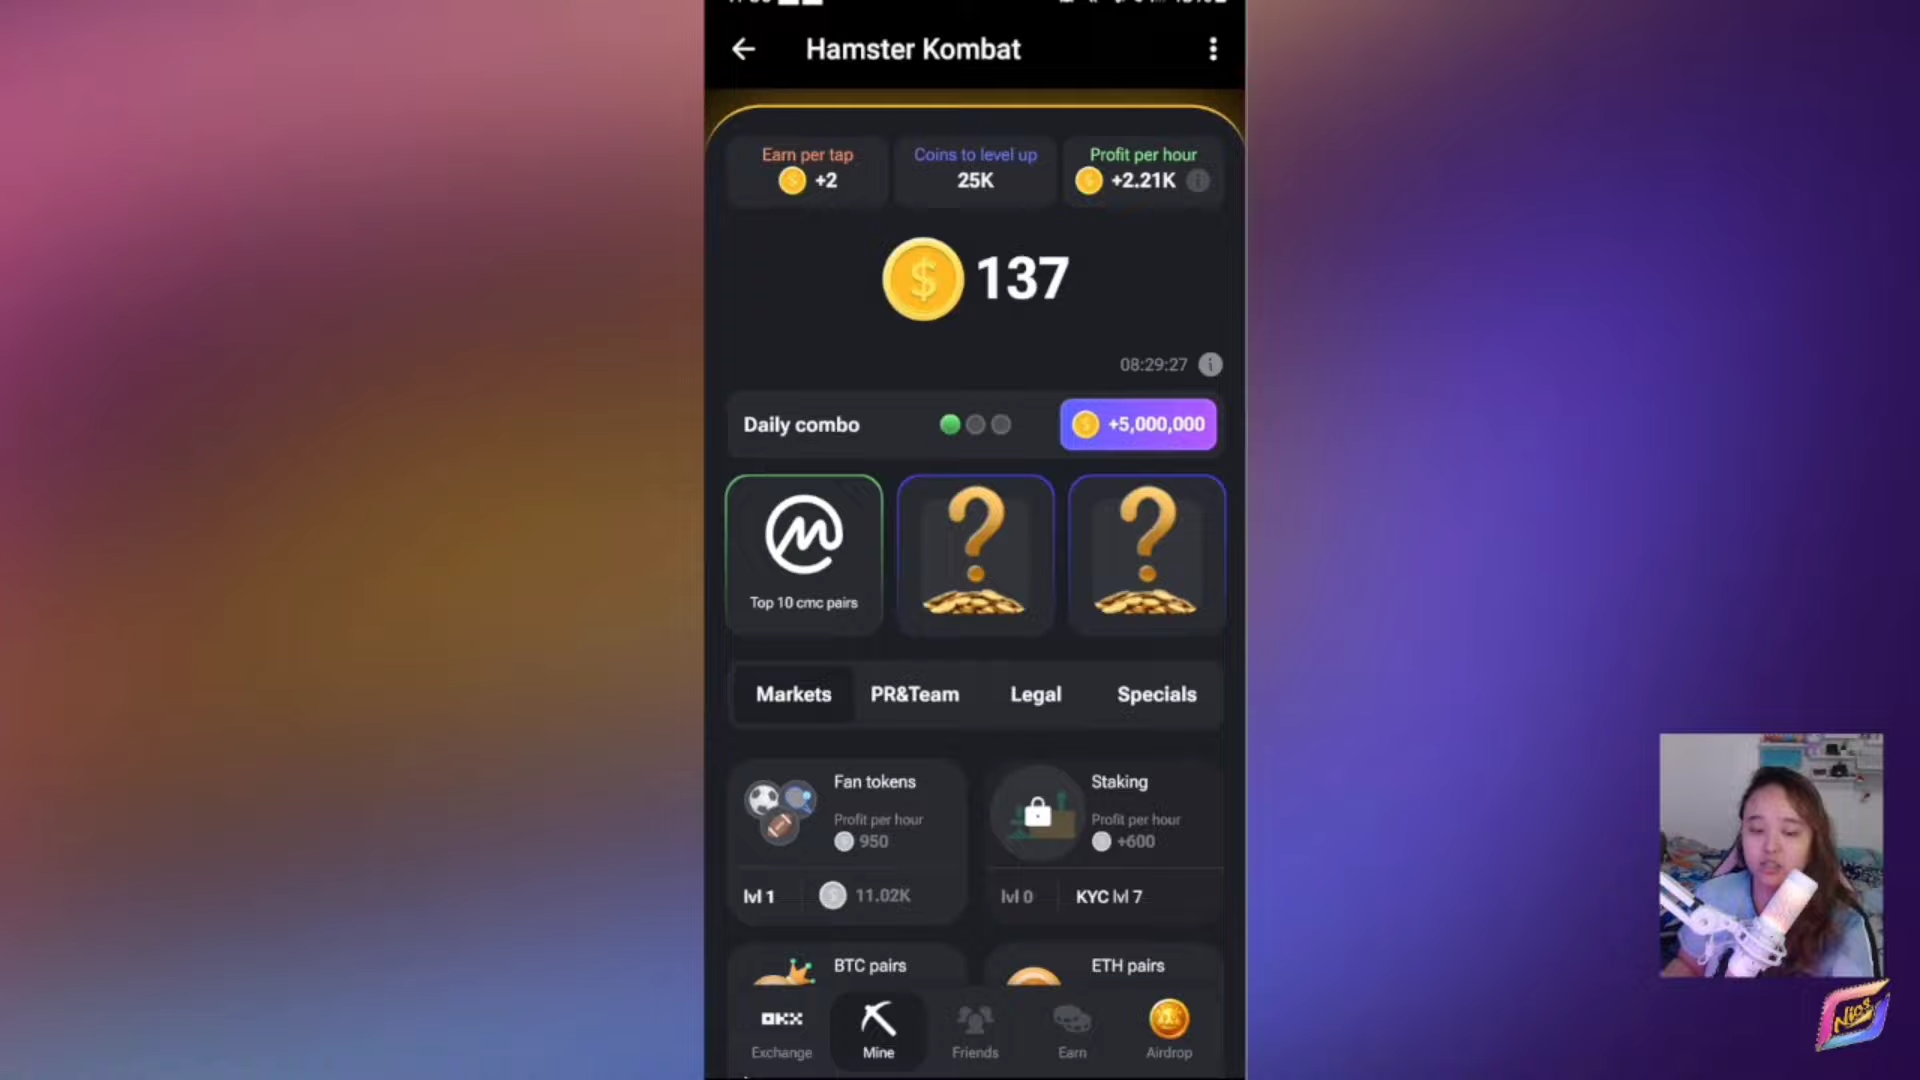 Hamster Kombat
Earn per tap
+2
Coins to level up
25K
Profit per hour
+2.21K
137
08:29:27
Daily combo
+5,000,000
Top 10 cmc pairs
Markets
PR&Team
Legal
Specials
Fan tokens
Profit per hour
950
lvl 1
11.02K
Staking
Profit per hour
+600
lvl 0
KYC lvl 7
BTC pairs
ETH pairs
OKX
Exchange
Mine
Friends
Earn
Airdrop